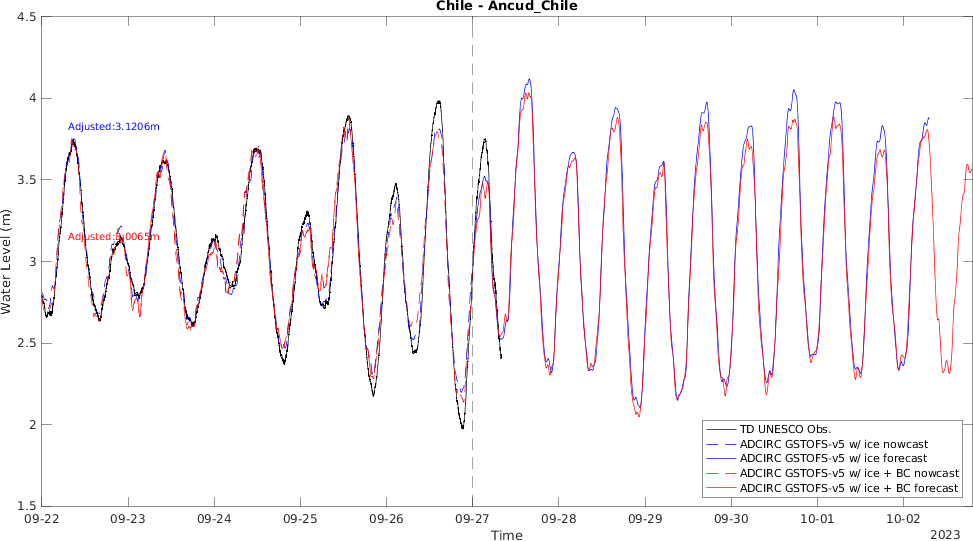 Chile - Ancud_Chile
4.5
4
3.5
3
2.5
2
1.5
Water Level (m)
Adjusted:3.1206m
Adjusted:3.0065m
TD UNESCO Obs.
ADCIRC GSTOFS-v5 w/ ice nowcast
ADCIRC GSTOFS-v5 w/ ice forecast
ADCIRC GSTOFS-v5 w/ ice + BC nowcast
ADCIRC GSTOFS-v5 w/ ice + BC forecast
09-22 09-23 09-24 09-25 09-26 09-27 09-28 09-29 09-30 10-01 10-02
Time
2023